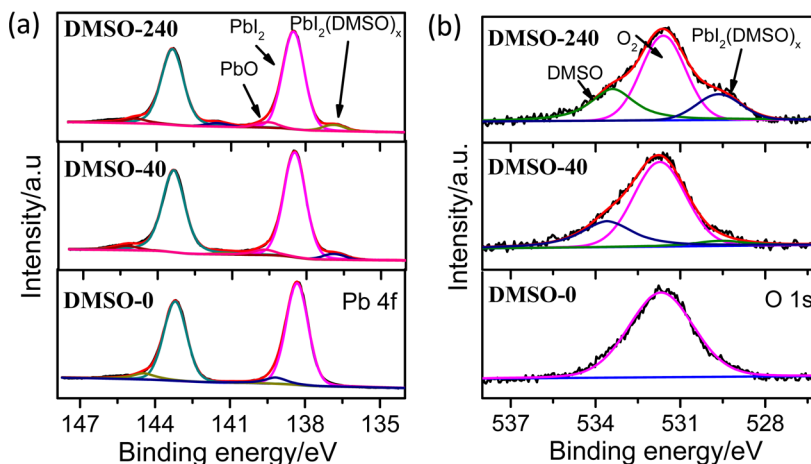 (a)
DMSO-240
PbI2
PbI2(DMSO)x
PbO
DMSO-40
DMSO-0
Pb 4f
Intensity/a.u
147 144 141 138 135
Binding energy/eV
(b)
DMSO-240
O2
PbI2(DMSO)x
DMSO
DMSO-40
DMSO-0
O 1s
Intensity/a.u.
537 534 531 528
Binding energy/eV